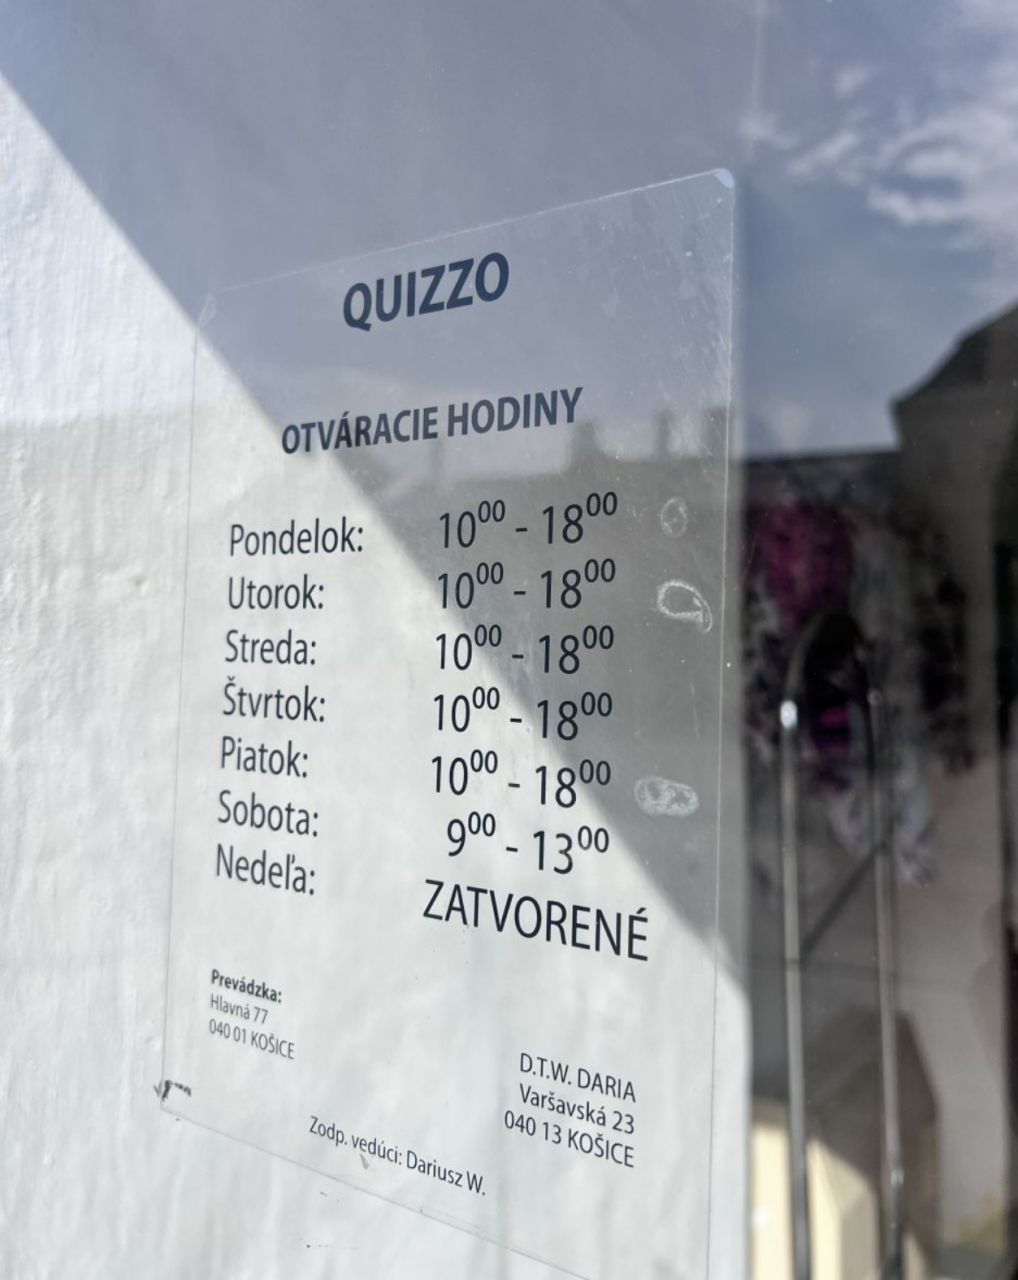 QUIZZO
OTVÁRACIE HODINY
Pondelok: 10⁰⁰ - 18⁰⁰
Utorok: 10⁰⁰ - 18⁰⁰
Streda: 10⁰⁰ - 18⁰⁰
Štvrtok: 10⁰⁰ - 18⁰⁰
Piatok: 10⁰⁰ - 18⁰⁰
Sobota: 9⁰⁰ - 13⁰⁰
Nedeľa: ZATVORENÉ
Prevádzka:
Hlavná 77
040 01 KOŠICE
D.T.W. DARIA
Varšavská 23
040 13 KOŠICE
Zodp. vedúci: Dariusz W.